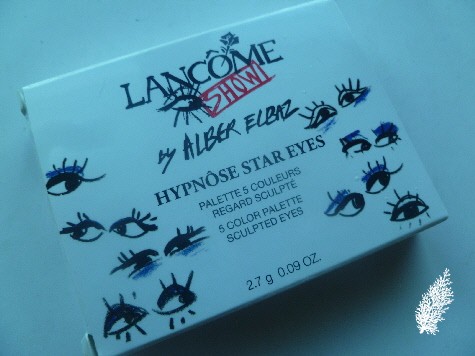 LANCÔME
SHOW!
by ALBER ELBAZ
HYPNÔSE STAR EYES
PALETTE 5 COULEURS
REGARD SCULPTÉ
5 COLOR PALETTE
SCULPTED EYES
2.7 g 0.09 OZ.